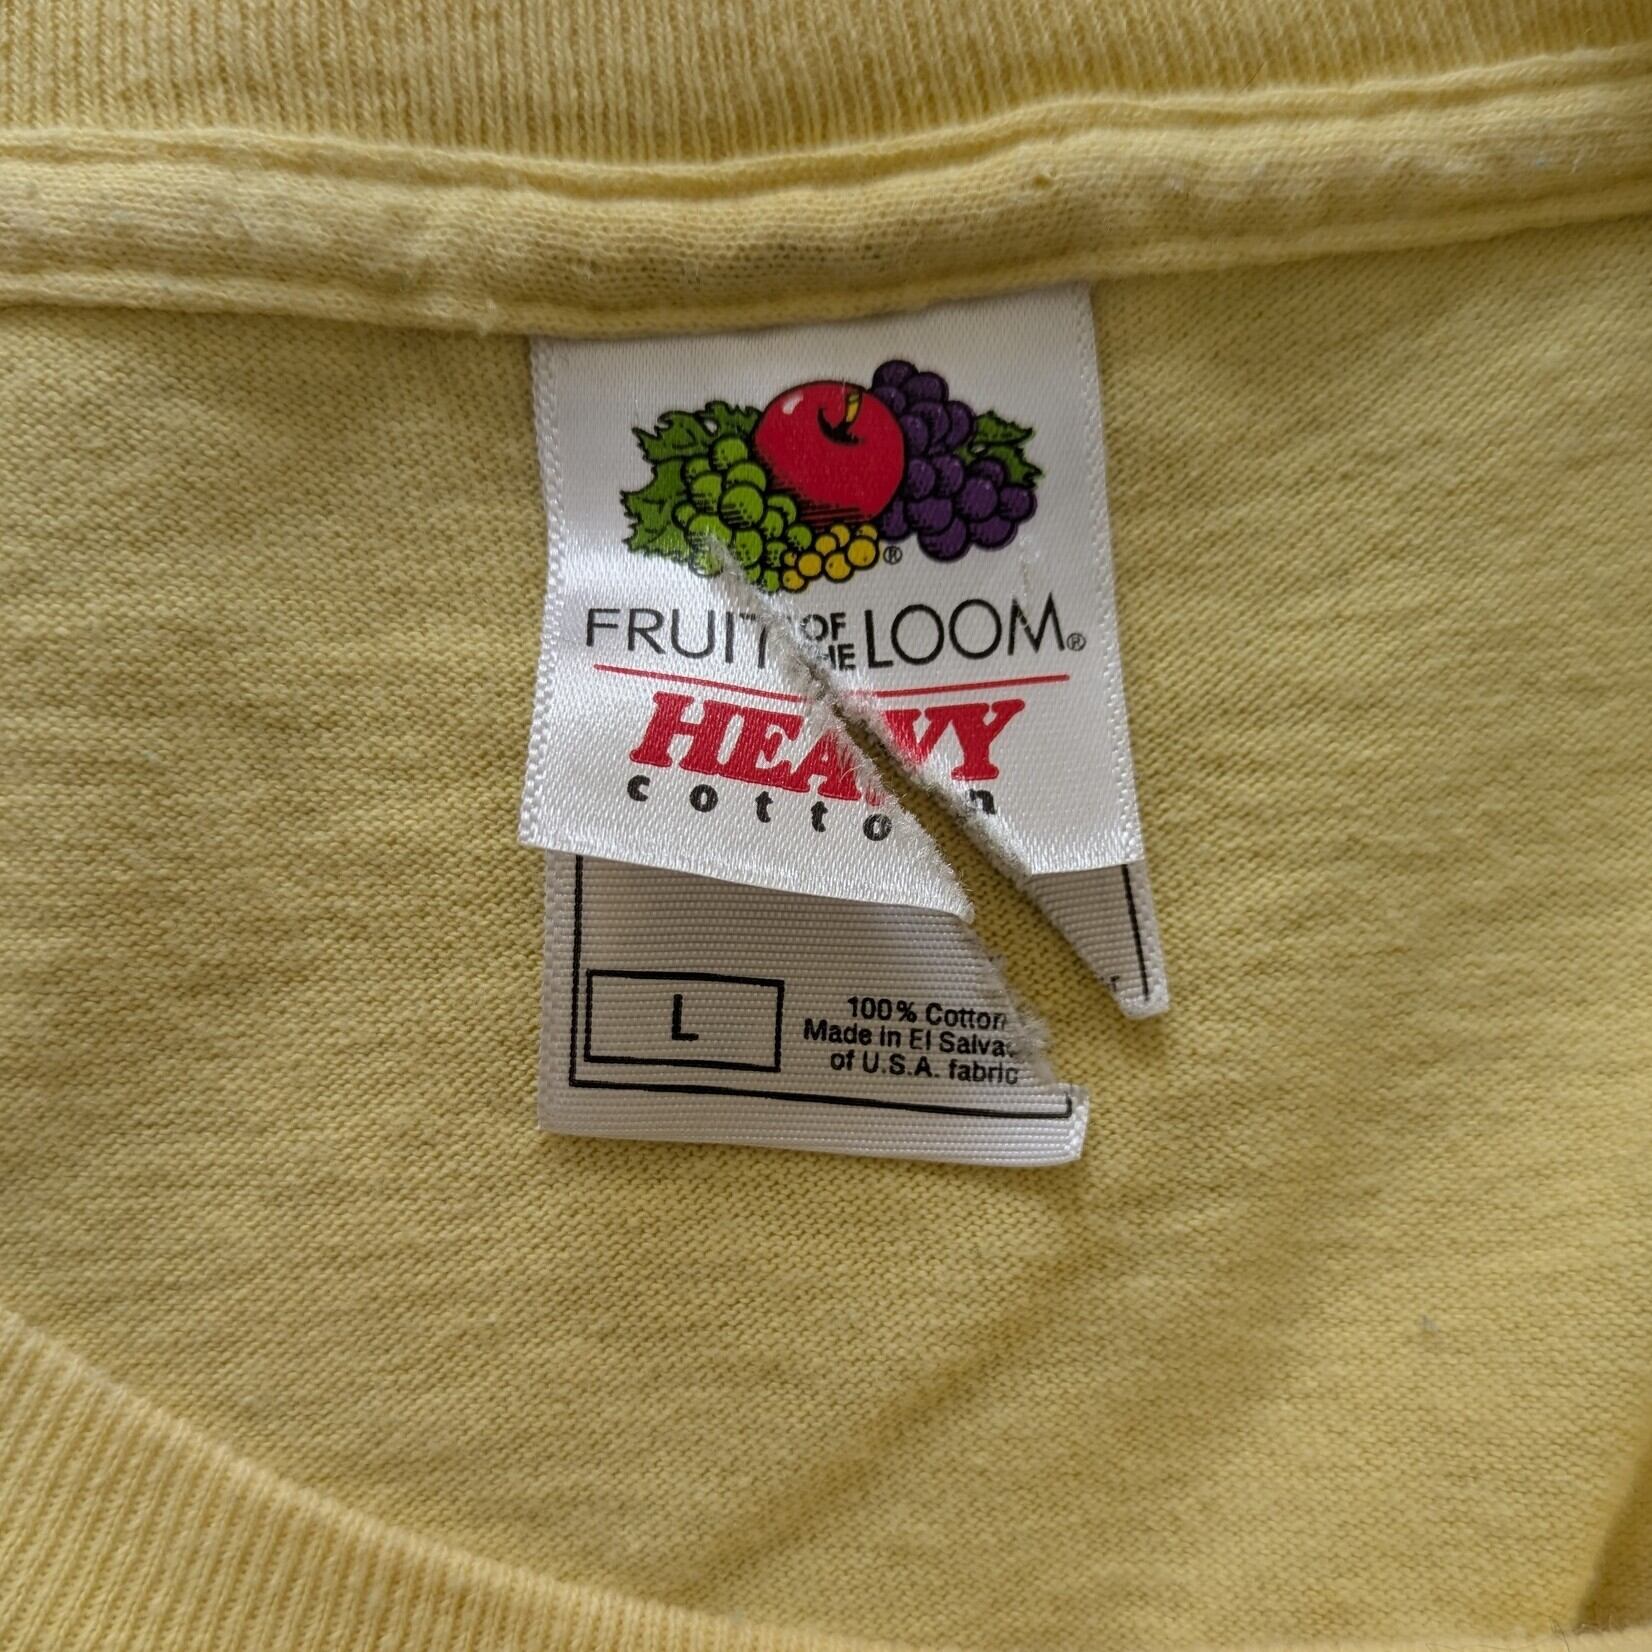 FRUIT OF THE LOOM®
HEAVY
cotton
L
100% Cotton
Made in El Salva
of U.S.A. fabric